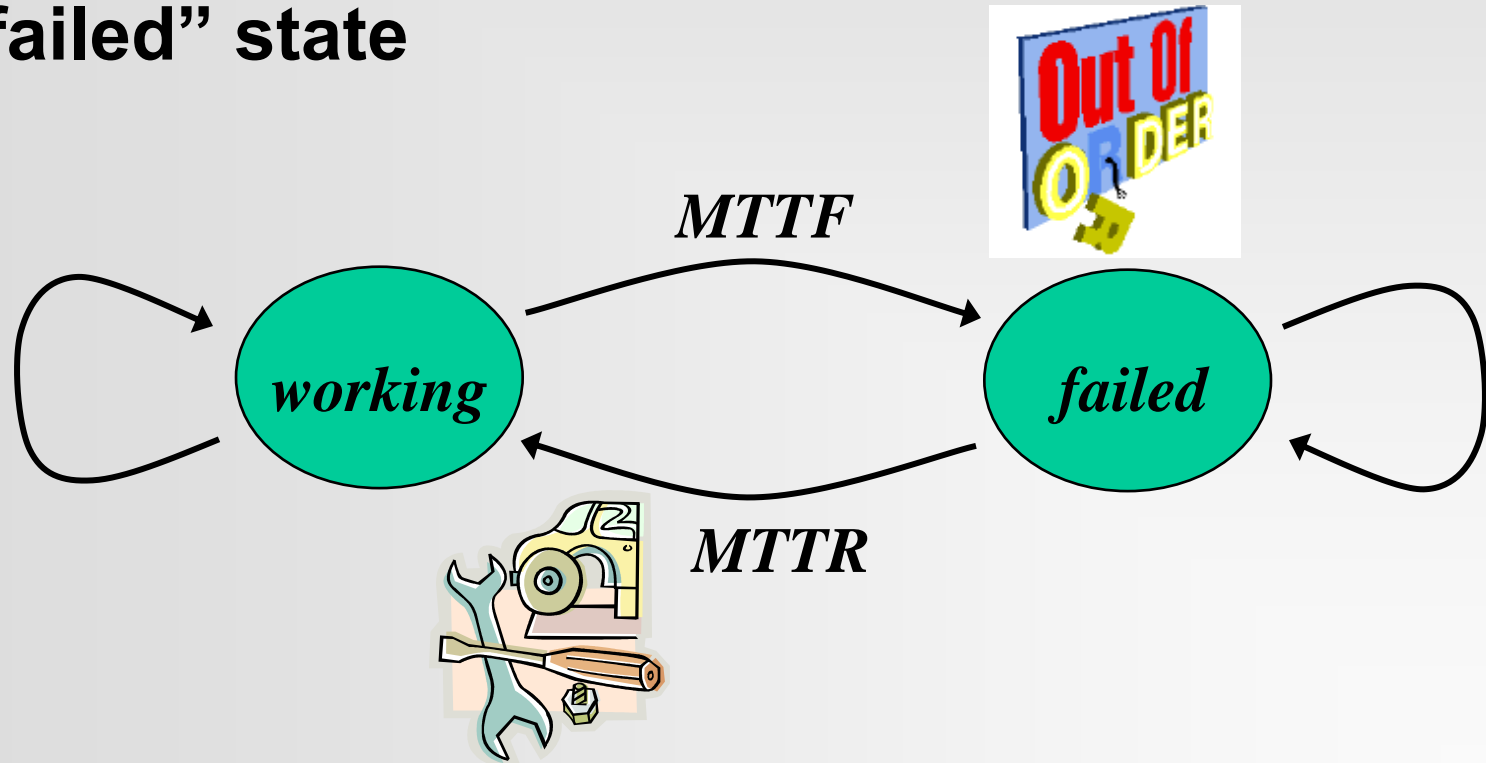 failed” state
Out Of
ORDER
MTTF
working
failed
MTTR